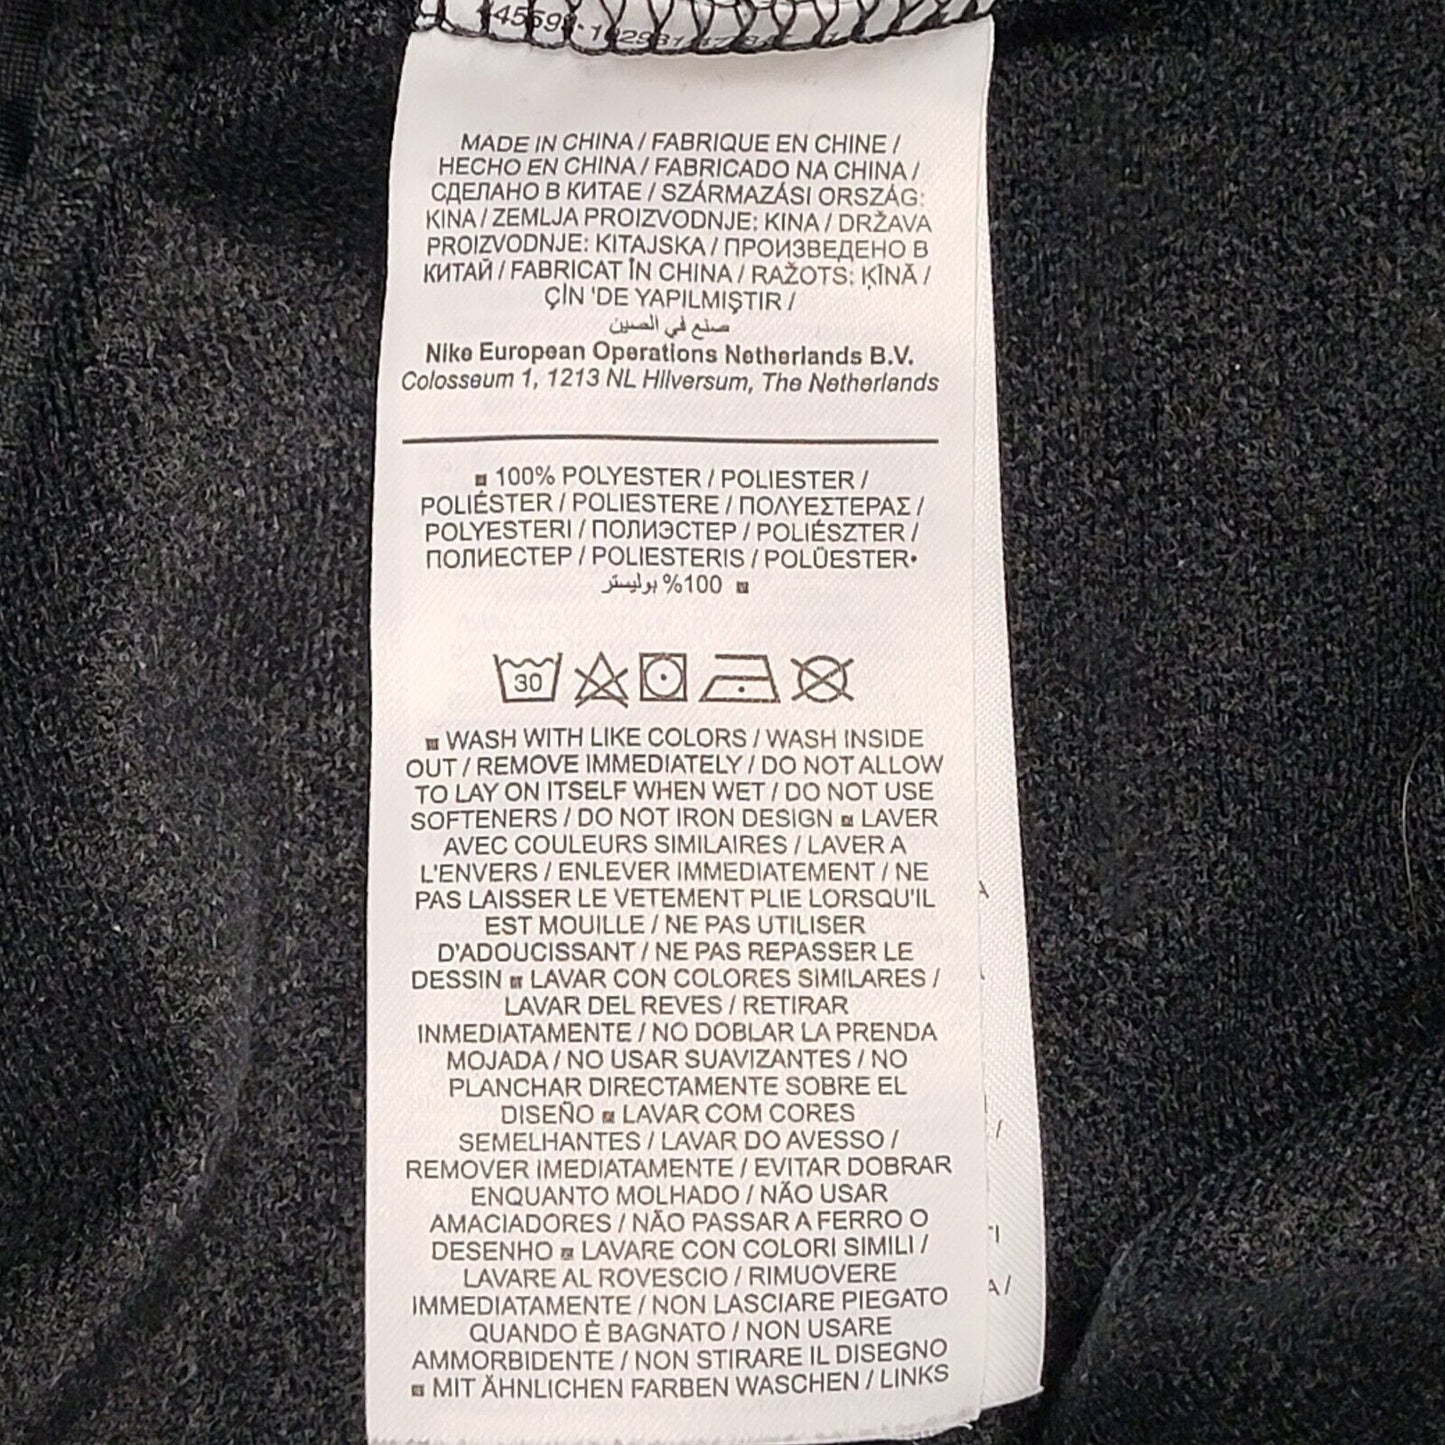 MADE IN CHINA / FABRIQUE EN CHINE /
HECHO EN CHINA / FABRICADO NA CHINA /
СДЕЛАНО В КИТАЕ / SZÁRMAZÁSI ORSZÁG:
KINA / ZEMLJA PROIZVODNJE: KINA / DRŽAVA
PROIZVODNJE: KITAJSKA / ПРОИЗВЕДЕНО В
КИТАЙ / FABRICAT ÎN CHINA / RAŽOTS: ĶĪNĀ /
ÇİN 'DE YAPILMIŞTIR /
صنع في الصين
Nike European Operations Netherlands B.V.
Colosseum 1, 1213 NL Hilversum, The Netherlands
100% POLYESTER / POLIESTER /
POLIÉSTER / POLIESTERE / ΠΟΛΥΕΣΤΕΡΑΣ /
POLYESTERI / ПОЛИЭСТЕР / POLIÉSZTER /
ПОЛИЕСТЕР / POLIESTERIS / POLÜESTER•
100% بوليستر
30
WASH WITH LIKE COLORS / WASH INSIDE
OUT / REMOVE IMMEDIATELY / DO NOT ALLOW
TO LAY ON ITSELF WHEN WET / DO NOT USE
SOFTENERS / DO NOT IRON DESIGN ■ LAVER
AVEC COULEURS SIMILAIRES / LAVER A
L'ENVERS / ENLEVER IMMEDIATEMENT / NE
PAS LAISSER LE VETEMENT PLIE LORSQU'IL
EST MOUILLE / NE PAS UTILISER
D'ADOUCISSANT / NE PAS REPASSER LE
DESSIN ■ LAVAR CON COLORES SIMILARES /
LAVAR DEL REVES / RETIRAR
INMEDIATAMENTE / NO DOBLAR LA PRENDA
MOJADA / NO USAR SUAVIZANTES / NO
PLANCHAR DIRECTAMENTE SOBRE EL
DISEÑO ■ LAVAR COM CORES
SEMELHANTES / LAVAR DO AVESSO /
REMOVER IMEDIATAMENTE / EVITAR DOBRAR
ENQUANTO MOLHADO / NÃO USAR
AMACIADORES / NÃO PASSAR A FERRO O
DESENHO ■ LAVARE CON COLORI SIMILI /
LAVARE AL ROVESCIO / RIMUOVERE
IMMEDIATAMENTE / NON LASCIARE PIEGATO
QUANDO È BAGNATO / NON USARE
AMMORBIDENTE / NON STIRARE IL DISEGNO
■ MIT ÄHNLICHEN FARBEN WASCHEN / LINKS